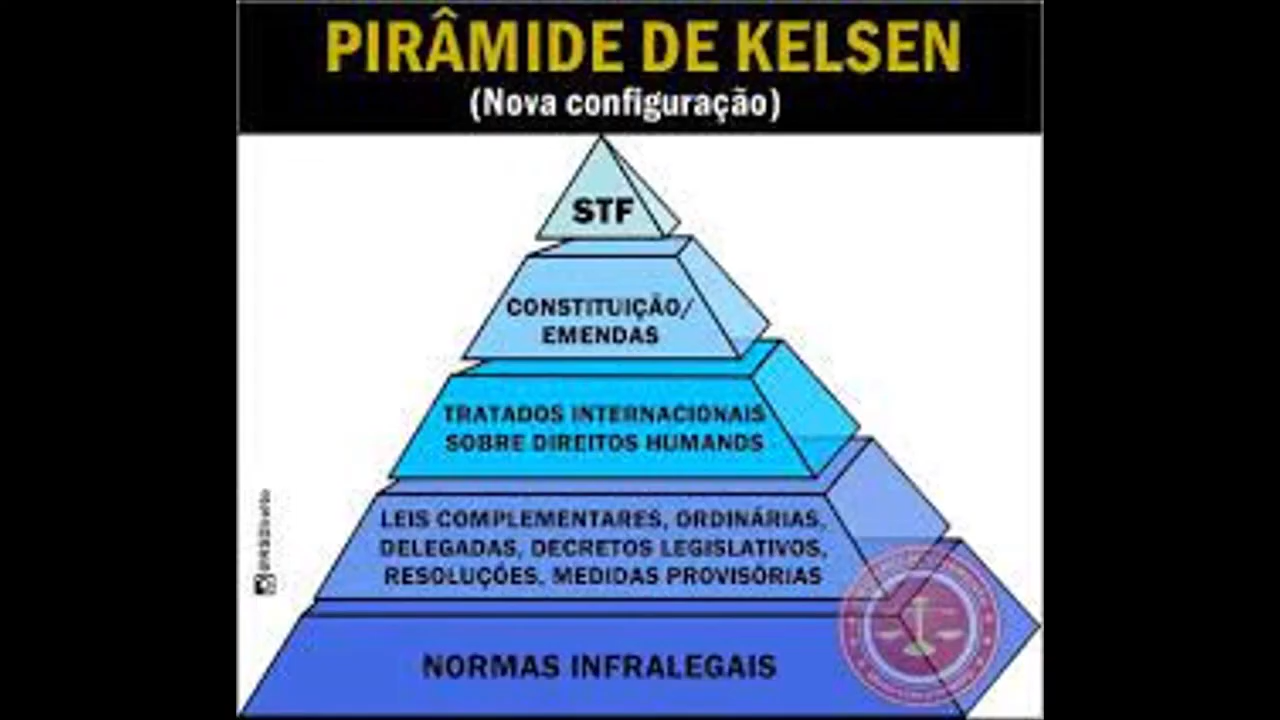 PIRÂMIDE DE KELSEN
(Nova configuração)
STF
CONSTITUIÇÃO/
EMENDAS
TRATADOS INTERNACIONAIS
SOBRE DIREITOS HUMANOS
LEIS COMPLEMENTARES, ORDINÁRIAS,
DELEGADAS, DECRETOS LEGISLATIVOS,
RESOLUÇÕES, MEDIDAS PROVISÓRIAS
NORMAS INFRALEGAIS